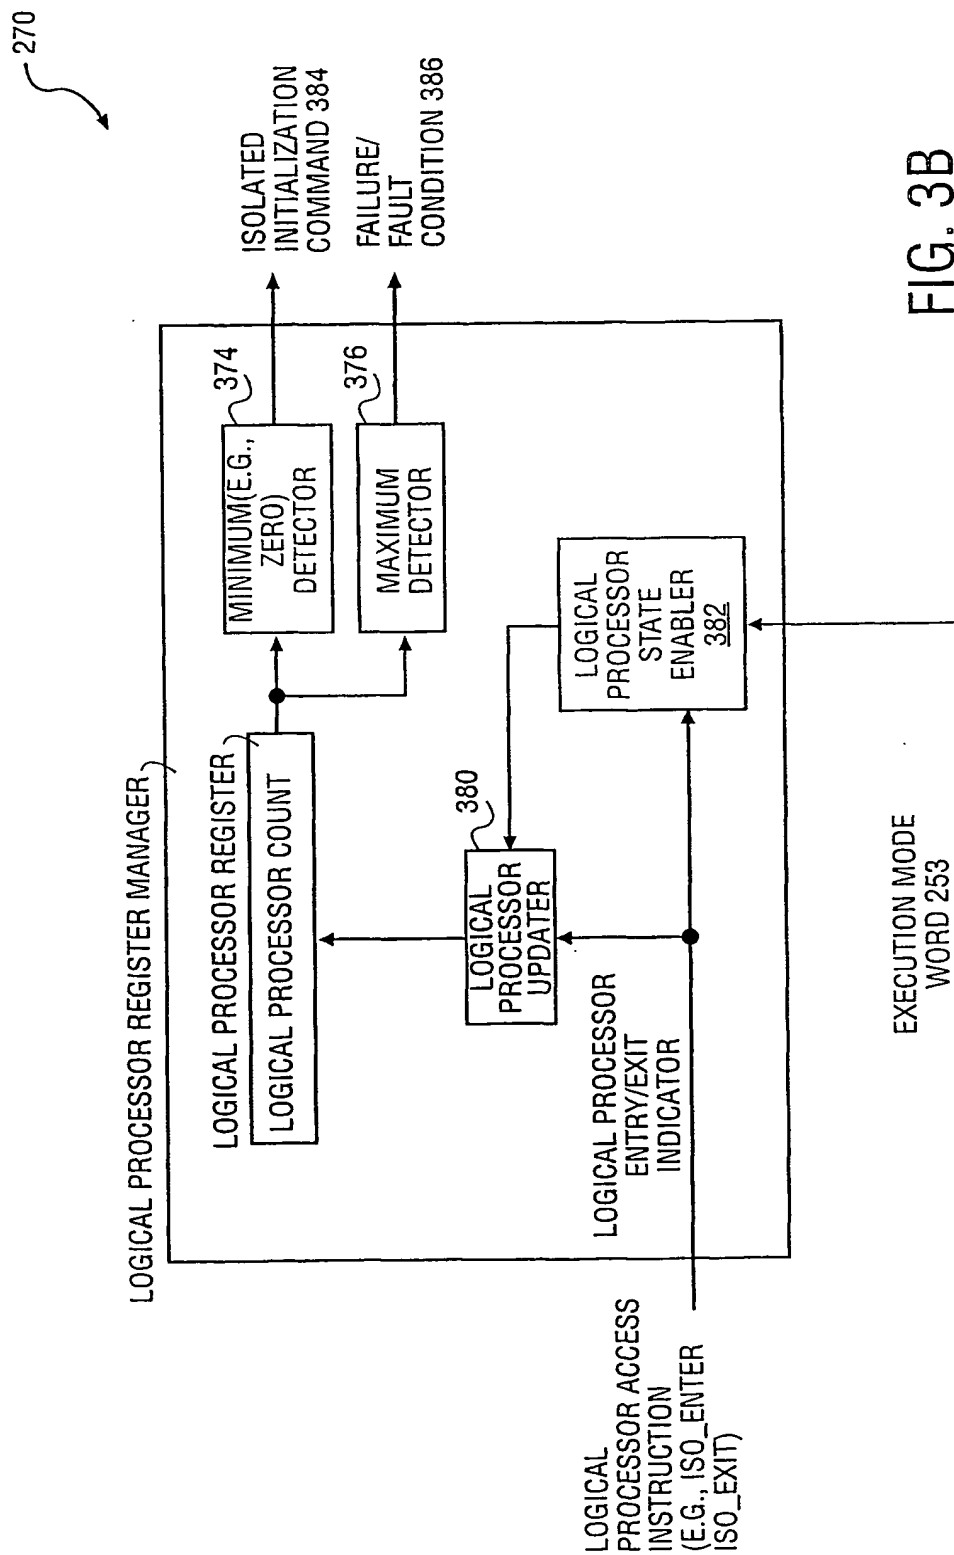 270
LOGICAL PROCESSOR REGISTER MANAGER
LOGICAL PROCESSOR REGISTER
LOGICAL PROCESSOR COUNT
374
MINIMUM(E.G.,
ZERO)
DETECTOR
ISOLATED
INITIALIZATION
COMMAND 384
376
MAXIMUM
DETECTOR
FAILURE/
FAULT
CONDITION 386
380
LOGICAL
PROCESSOR
UPDATER
LOGICAL
PROCESSOR
STATE
ENABLER
382
LOGICAL PROCESSOR
ENTRY/EXIT
INDICATOR
LOGICAL
PROCESSOR ACCESS
INSTRUCTION
(E.G., ISO_ENTER
ISO_EXIT)
EXECUTION MODE
WORD 253
FIG. 3B